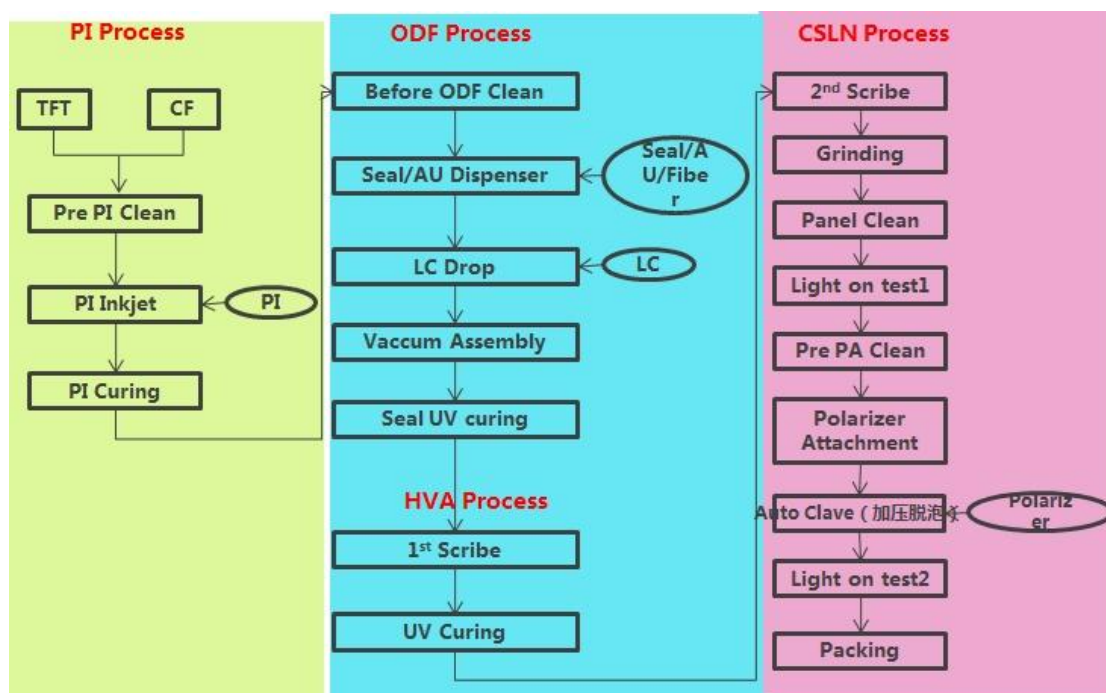 PI Process
TFT
CF
Pre PI Clean
PI Inkjet
PI
PI Curing
ODF Process
Before ODF Clean
Seal/AU Dispenser
Seal/A
U/Fibe
r
LC Drop
LC
Vaccum Assembly
Seal UV curing
HVA Process
1st Scribe
UV Curing
CSLN Process
2nd Scribe
Grinding
Panel Clean
Light on test1
Pre PA Clean
Polarizer
Attachment
Auto Clave（加压脱泡）
Polariz
er
Light on test2
Packing